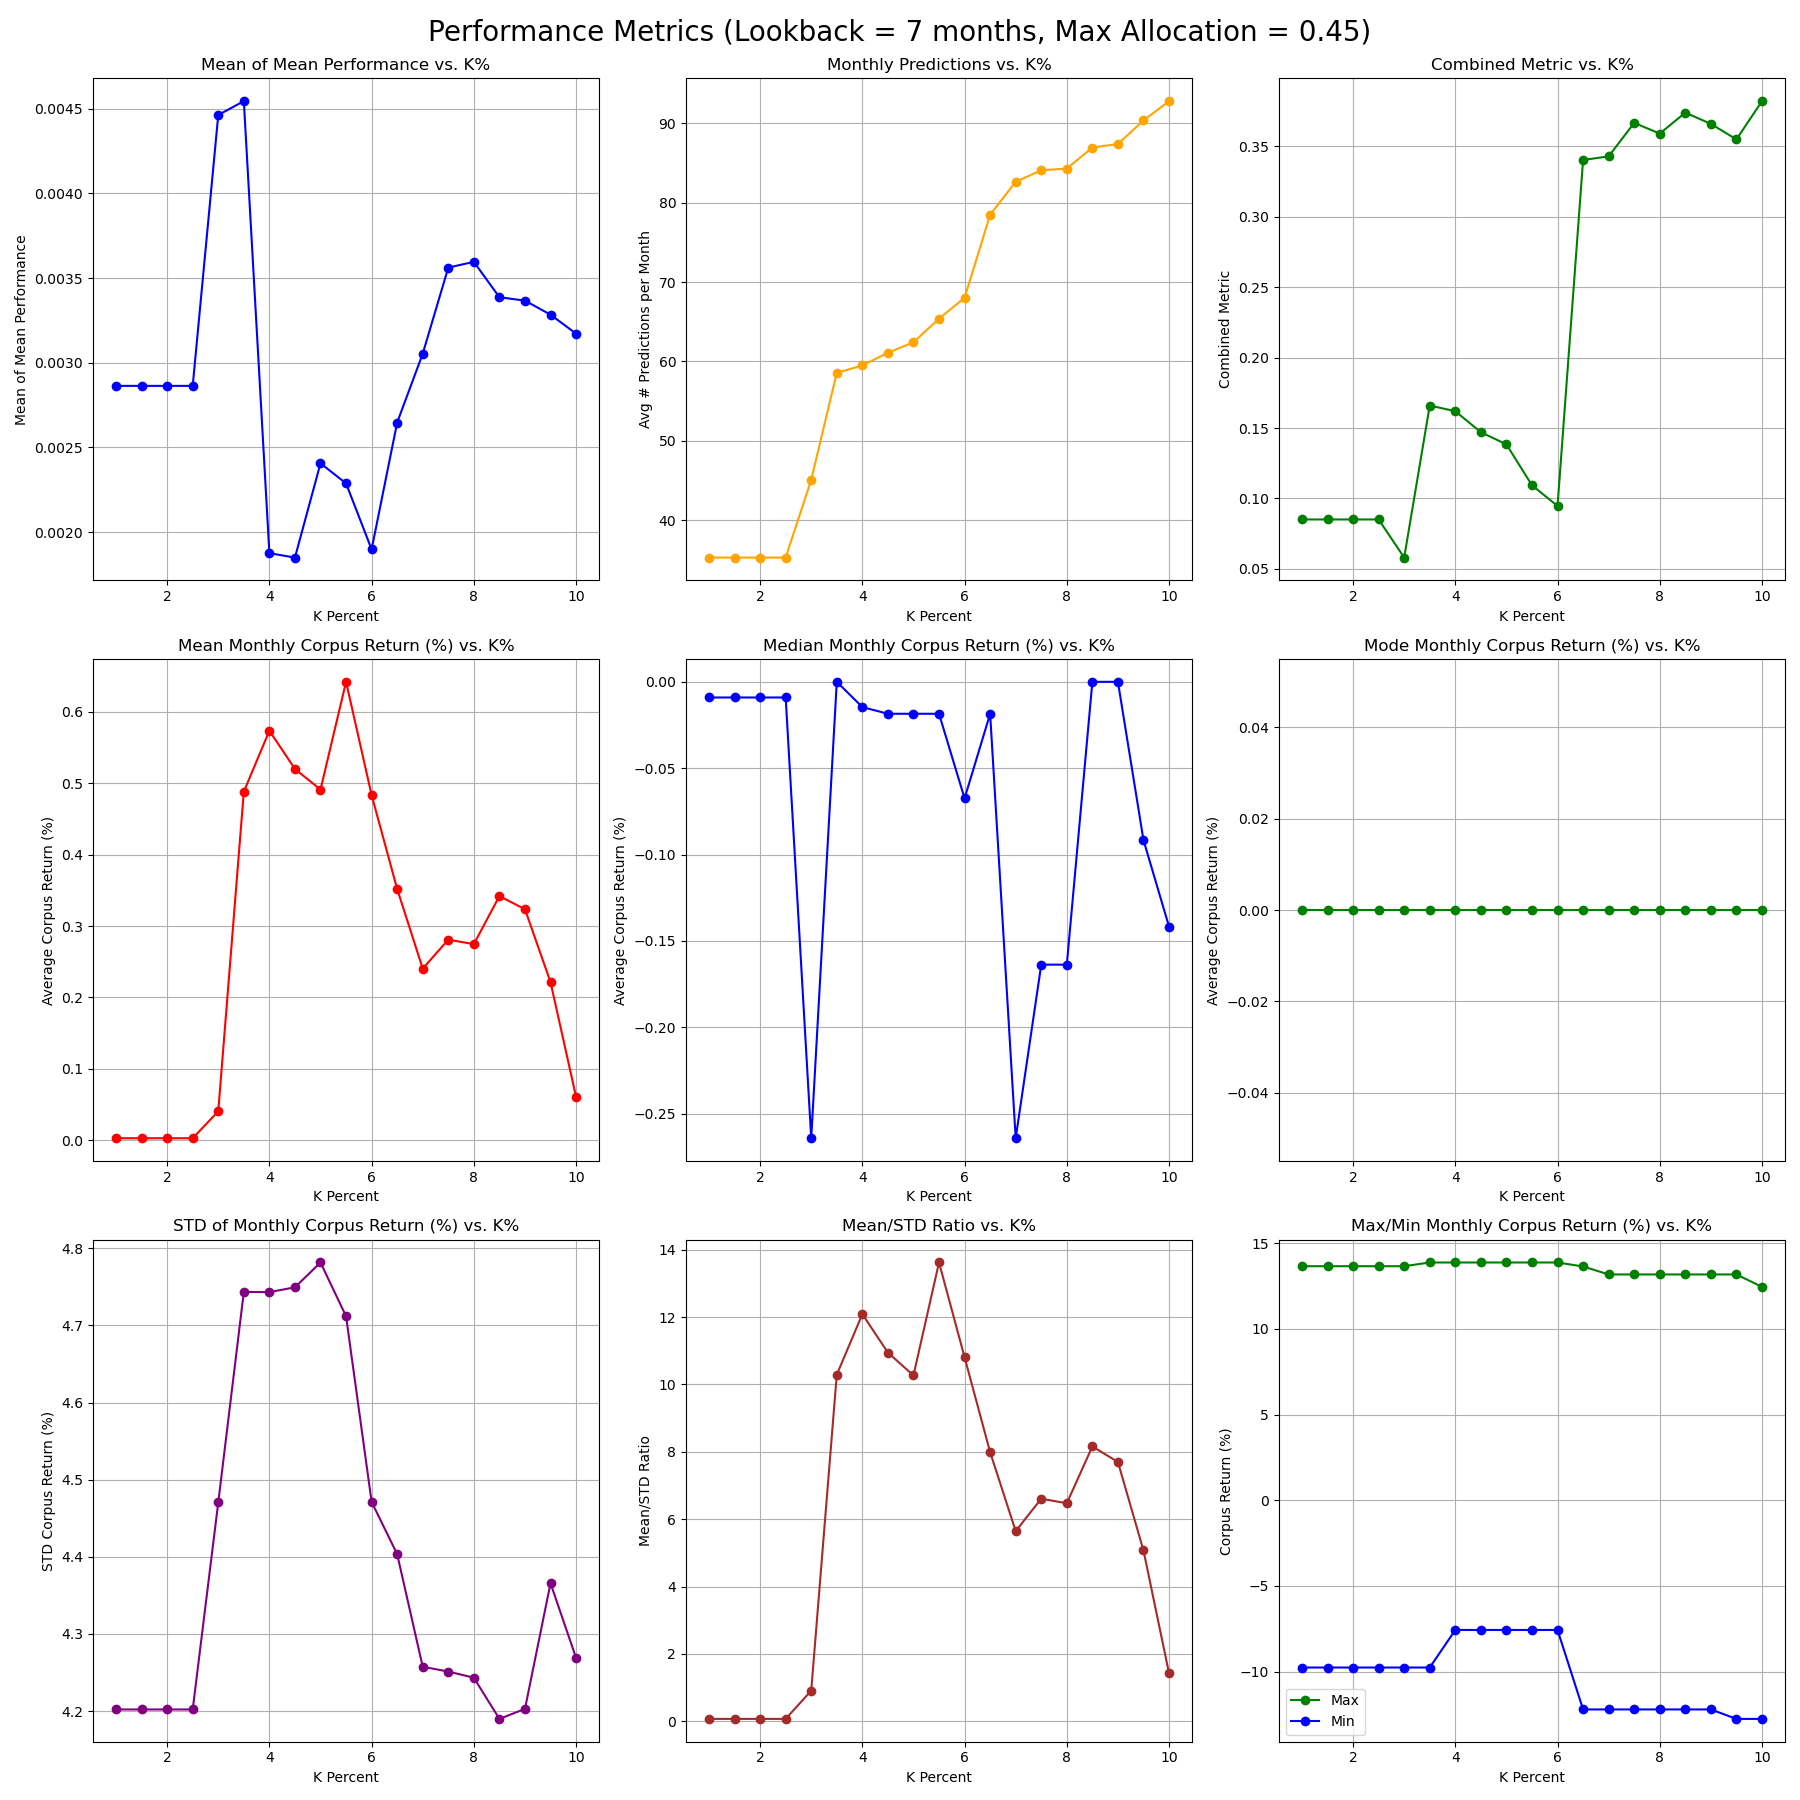 Performance Metrics (Lookback = 7 months, Max Allocation = 0.45)
Mean of Mean Performance vs. K%
Mean of Mean Performance
0.0045
0.0040
0.0035
0.0030
0.0025
0.0020
2 4 6 8 10
K Percent
Monthly Predictions vs. K%
Avg # Predictions per Month
90
80
70
60
50
40
2 4 6 8 10
K Percent
Combined Metric vs. K%
Combined Metric
0.35
0.30
0.25
0.20
0.15
0.10
0.05
2 4 6 8 10
K Percent
Mean Monthly Corpus Return (%) vs. K%
Average Corpus Return (%)
0.6
0.5
0.4
0.3
0.2
0.1
0.0
2 4 6 8 10
K Percent
Median Monthly Corpus Return (%) vs. K%
Average Corpus Return (%)
0.00
−0.05
−0.10
−0.15
−0.20
−0.25
2 4 6 8 10
K Percent
Mode Monthly Corpus Return (%) vs. K%
Average Corpus Return (%)
0.04
0.02
0.00
−0.02
−0.04
2 4 6 8 10
K Percent
STD of Monthly Corpus Return (%) vs. K%
STD Corpus Return (%)
4.8
4.7
4.6
4.5
4.4
4.3
4.2
2 4 6 8 10
K Percent
Mean/STD Ratio vs. K%
Mean/STD Ratio
14
12
10
8
6
4
2
0
2 4 6 8 10
K Percent
Max/Min Monthly Corpus Return (%) vs. K%
Corpus Return (%)
15
10
5
0
−5
−10
Max
Min
2 4 6 8 10
K Percent